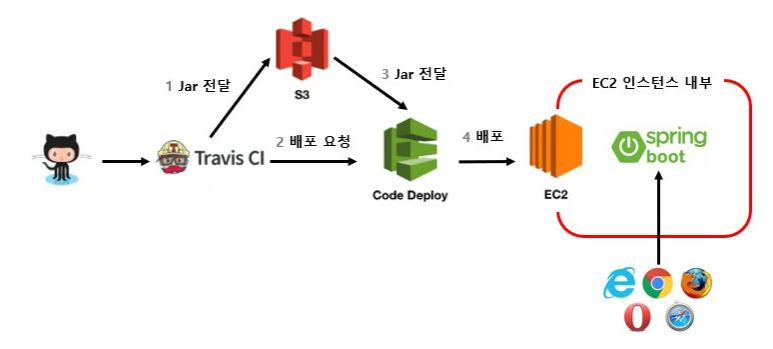 S3
1 Jar 전달
3 Jar 전달
EC2 인스턴스 내부
Travis CI
2 배포 요청
Code Deploy
4 배포
EC2
spring
boot